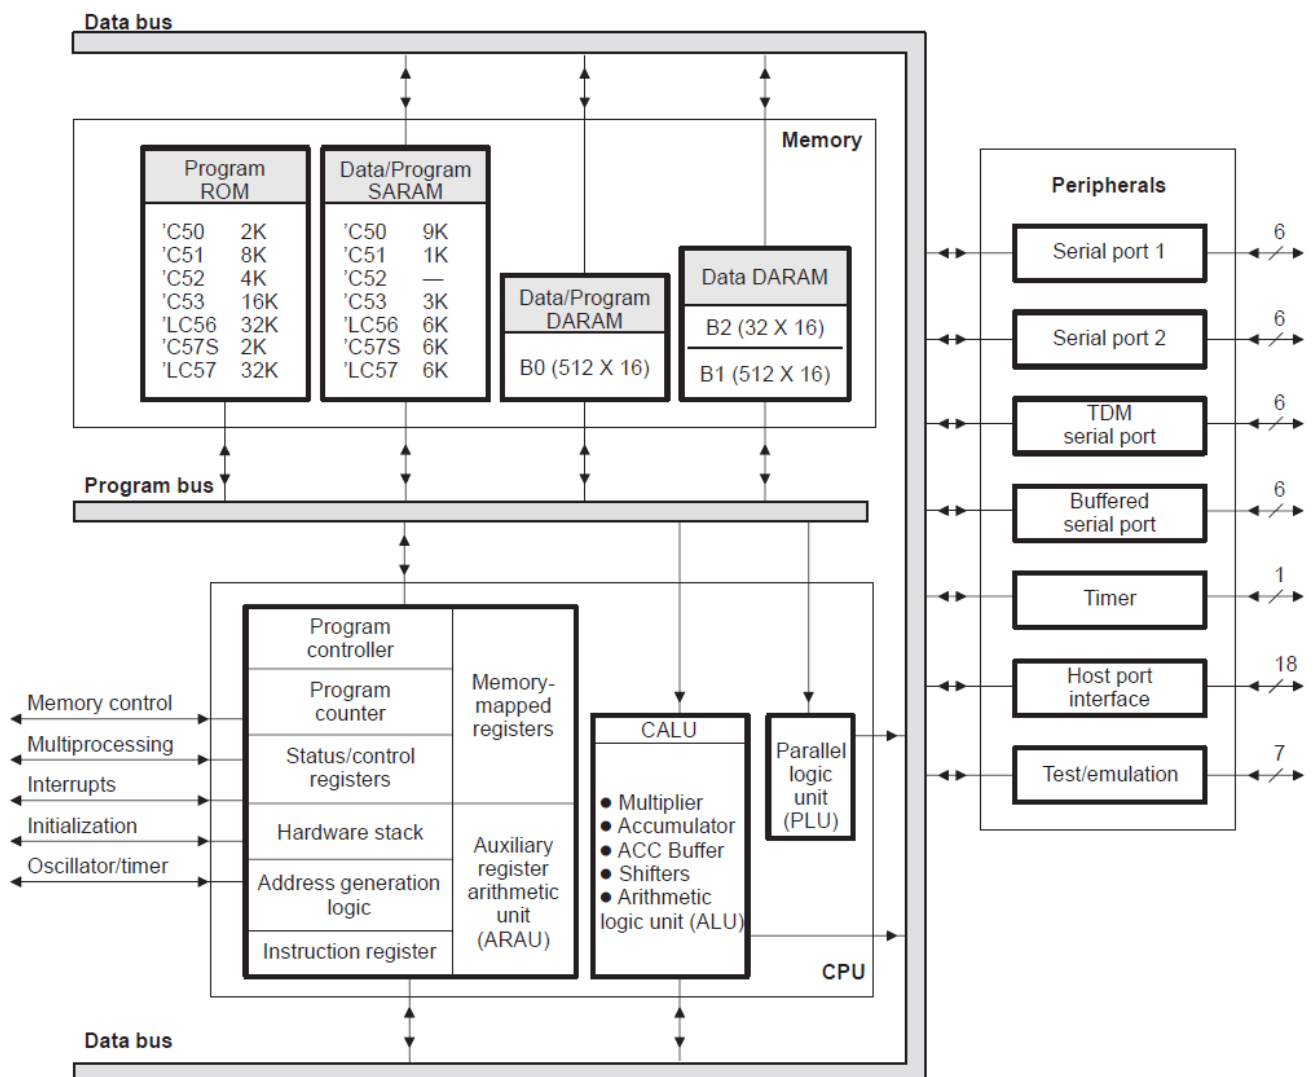 Data bus
Memory
Program
ROM
'C50 2K
'C51 8K
'C52 4K
'C53 16K
'LC56 32K
'C57S 2K
'LC57 32K
Data/Program
SARAM
'C50 9K
'C51 1K
'C52 —
'C53 3K
'LC56 6K
'C57S 6K
'LC57 6K
Data/Program
DARAM
B0 (512 X 16)
Data DARAM
B2 (32 X 16)
B1 (512 X 16)
Peripherals
Serial port 1
6
Serial port 2
6
TDM
serial port
6
Buffered
serial port
6
Timer
1
Host port
interface
18
Test/emulation
7
Program bus
Memory control
Multiprocessing
Interrupts
Initialization
Oscillator/timer
Program
controller
Program
counter
Status/control
registers
Hardware stack
Address generation
logic
Instruction register
Memory-
mapped
registers
Auxiliary
register
arithmetic
unit
(ARAU)
CALU
● Multiplier
● Accumulator
● ACC Buffer
● Shifters
● Arithmetic
logic unit (ALU)
Parallel
logic
unit
(PLU)
CPU
Data bus